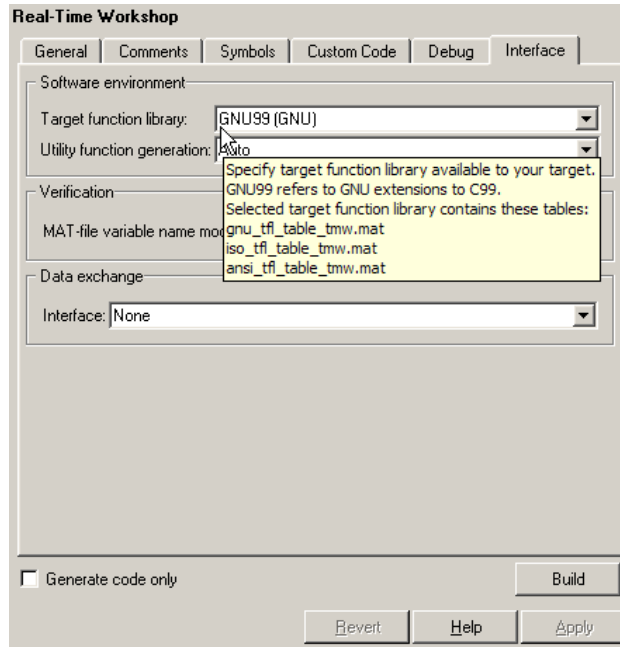 Real-Time Workshop
General Comments Symbols Custom Code Debug Interface
Software environment
Target function library: GNU99 (GNU)
Utility function generation: Auto
Specify target function library available to your target.
GNU99 refers to GNU extensions to C99.
Selected target function library contains these tables:
gnu_tfl_table_tmw.mat
iso_tfl_table_tmw.mat
ansi_tfl_table_tmw.mat
Verification
MAT-file variable name
Data exchange
Interface: None
Generate code only
Build
Revert Help Apply